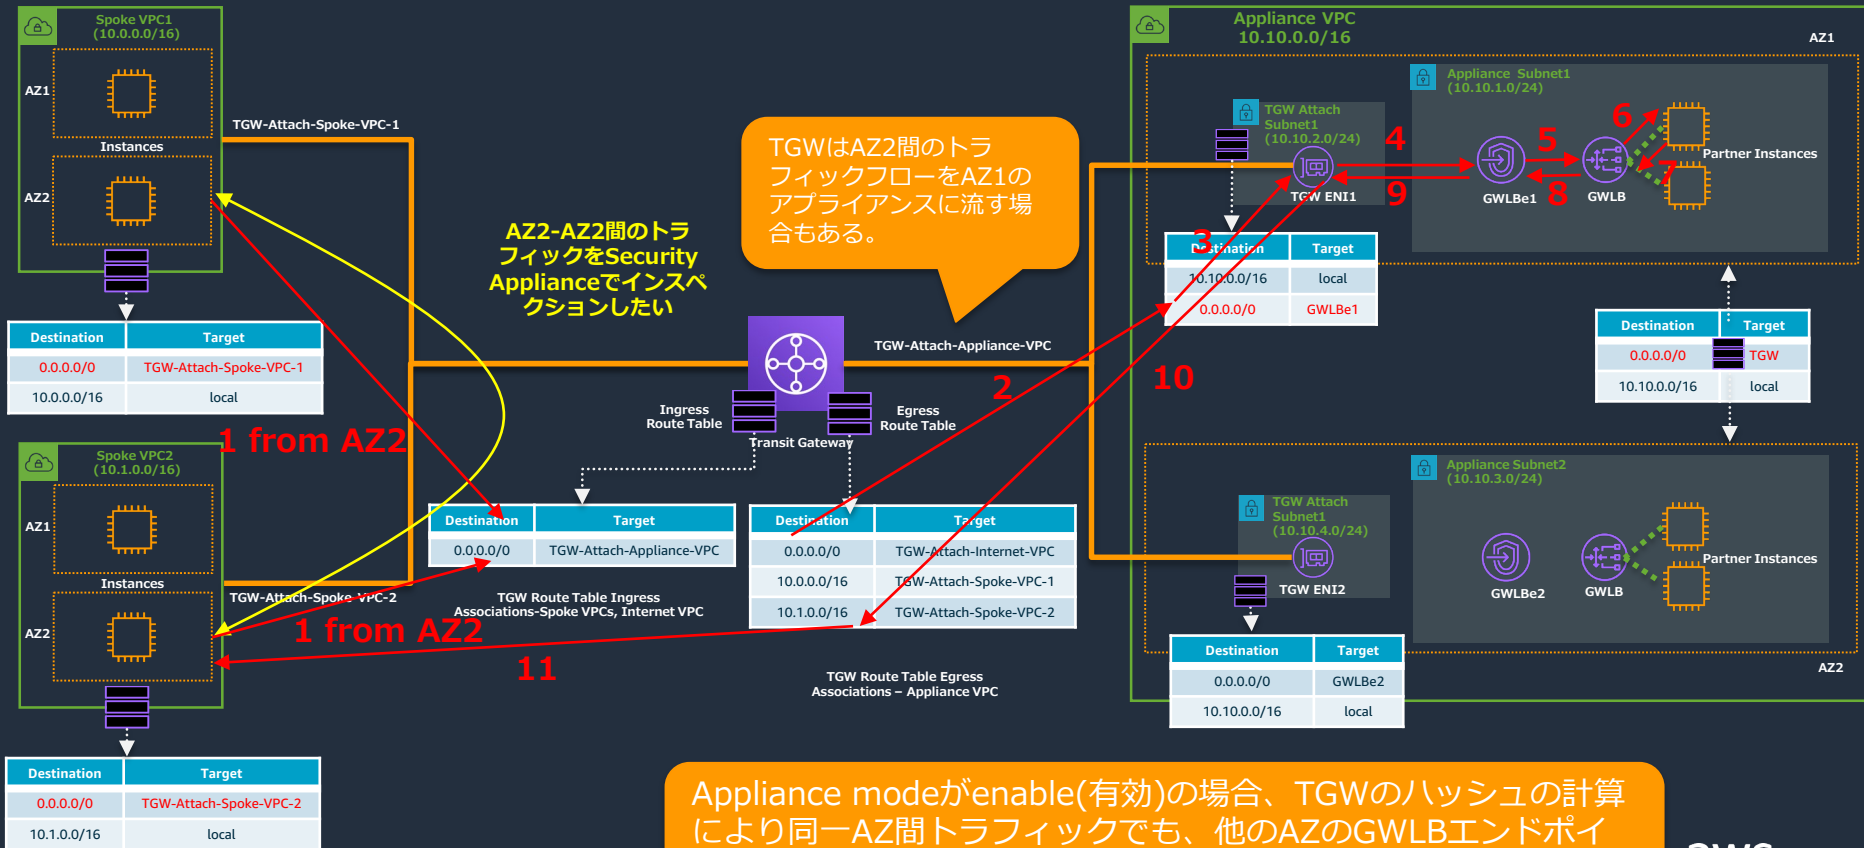 Spoke VPC1
(10.0.0.0/16)
AZ1
Instances
AZ2
TGW-Attach-Spoke-VPC-1
Destination Target
0.0.0.0/0 TGW-Attach-Spoke-VPC-1
10.0.0.0/16 local
1 from AZ2
Spoke VPC2
(10.1.0.0/16)
AZ1
Instances
AZ2
TGW-Attach-Spoke-VPC-2
1 from AZ2
11
Destination Target
0.0.0.0/0 TGW-Attach-Spoke-VPC-2
10.1.0.0/16 local
AZ2-AZ2間のトラ
フィックをSecurity
Applianceでインスペ
クションしたい
TGWはAZ2間のトラ
フィックフローをAZ1の
アプライアンスに流す場
合もある。
TGW-Attach-Appliance-VPC
Ingress
Route Table
Egress
Route Table
Transit Gateway
2
10
Destination Target
0.0.0.0/0 TGW-Attach-Appliance-VPC
TGW Route Table Ingress
Associations-Spoke VPCs, Internet VPC
Destination Target
0.0.0.0/0 TGW-Attach-Internet-VPC
10.0.0.0/16 TGW-Attach-Spoke-VPC-1
10.1.0.0/16 TGW-Attach-Spoke-VPC-2
TGW Route Table Egress
Associations – Appliance VPC
Appliance VPC
10.10.0.0/16
AZ1
TGW Attach
Subnet1
(10.10.2.0/24)
TGW ENI1
4
9
3
Appliance Subnet1
(10.10.1.0/24)
GWLBe1
5
8
GWLB
6
7
Partner Instances
Destination Target
10.10.0.0/16 local
0.0.0.0/0 GWLBe1
Destination Target
0.0.0.0/0 TGW
10.10.0.0/16 local
TGW Attach
Subnet1
(10.10.4.0/24)
TGW ENI2
Appliance Subnet2
(10.10.3.0/24)
GWLBe2
GWLB
Partner Instances
AZ2
Destination Target
0.0.0.0/0 GWLBe2
10.10.0.0/16 local
Appliance modeがenable(有効)の場合、TGWのハッシュの計算
により同一AZ間トラフィックでも、他のAZのGWLBエンドポイ
aws